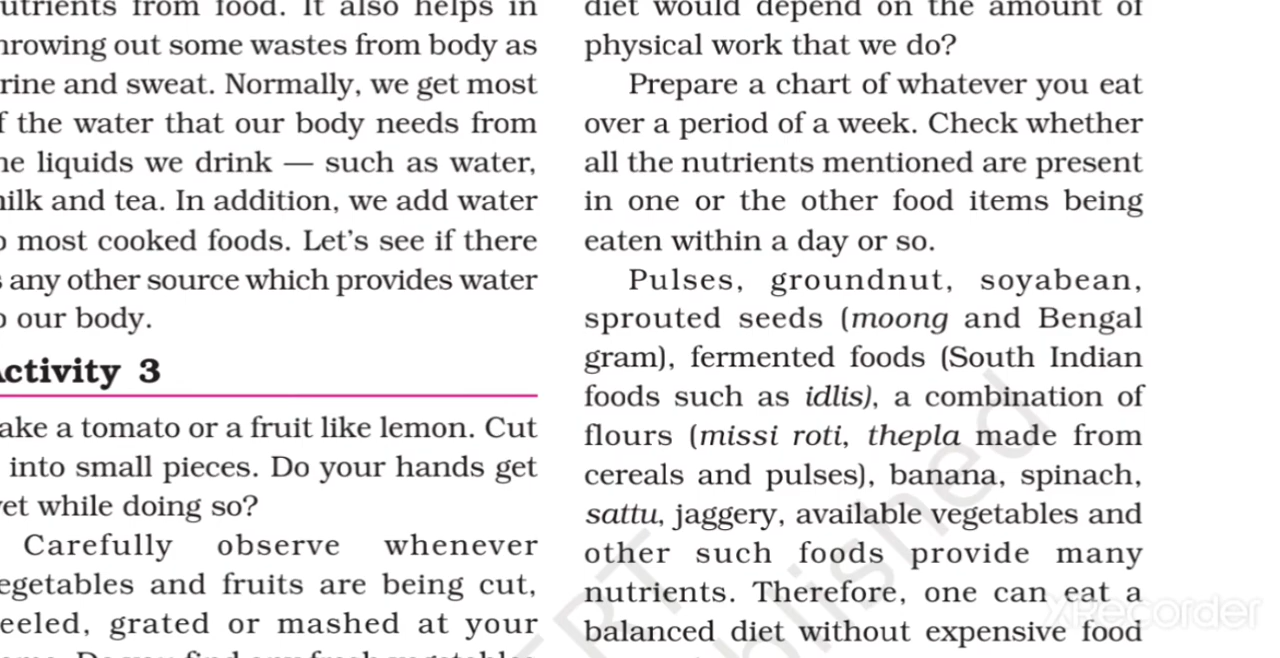 utrients from food. It also helps in
hrowing out some wastes from body as
rine and sweat. Normally, we get most
f the water that our body needs from
he liquids we drink — such as water,
nilk and tea. In addition, we add water
o most cooked foods. Let's see if there
s any other source which provides water
o our body.
Activity 3
ake a tomato or a fruit like lemon. Cut
into small pieces. Do your hands get
vet while doing so?
Carefully observe whenever
egetables and fruits are being cut,
eeled, grated or mashed at your
diet would depend on the amount of
physical work that we do?
Prepare a chart of whatever you eat
over a period of a week. Check whether
all the nutrients mentioned are present
in one or the other food items being
eaten within a day or so.
Pulses, groundnut, soyabean,
sprouted seeds (moong and Bengal
gram), fermented foods (South Indian
foods such as idlis), a combination of
flours (missi roti, thepla made from
cereals and pulses), banana, spinach,
sattu, jaggery, available vegetables and
other such foods provide many
nutrients. Therefore, one can eat a
balanced diet without expensive food
XRecorder